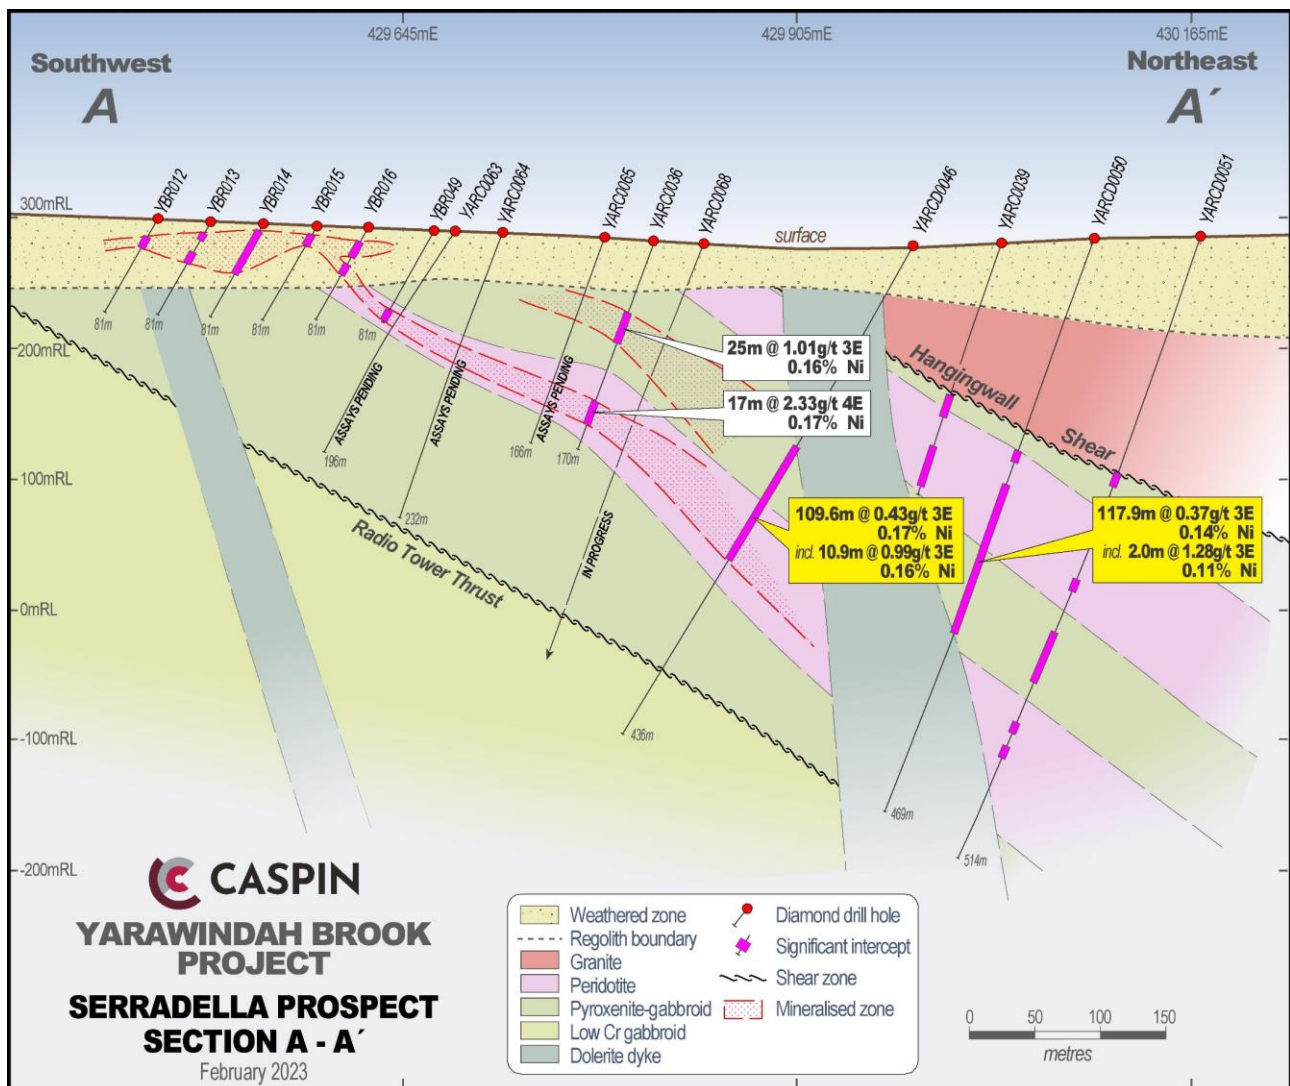 429 645mE
429 905mE
430 165mE
Southwest
A
Northeast
A´
YBR012
YBR013
YBR014
YBR015
YBR016
YBR049
YARC0063
YARC0064
YARC0065
YARC0036
YARC0068
YARCD0046
YARC0039
YARCD0050
YARCD0051
300mRL
surface
81m
81m
81m
81m
81m
81m
200mRL
25m @ 1.01g/t 3E
0.16% Ni
17m @ 2.33g/t 4E
0.17% Ni
Hangingwall
Shear
ASSAYS PENDING
ASSAYS PENDING
ASSAYS PENDING
196m
232m
166m
170m
IN PROGRESS
100mRL
109.6m @ 0.43g/t 3E
0.17% Ni
incl. 10.9m @ 0.99g/t 3E
0.16% Ni
117.9m @ 0.37g/t 3E
0.14% Ni
incl. 2.0m @ 1.28g/t 3E
0.11% Ni
Radio Tower Thrust
0mRL
436m
-100mRL
469m
514m
-200mRL
CASPIN
YARAWINDAH BROOK
PROJECT
SERRADELLA PROSPECT
SECTION A - A´
February 2023
Weathered zone
Regolith boundary
Granite
Peridotite
Pyroxenite-gabbroid
Low Cr gabbroid
Dolerite dyke
Diamond drill hole
Significant intercept
Shear zone
Mineralised zone
0 50 100 150
metres